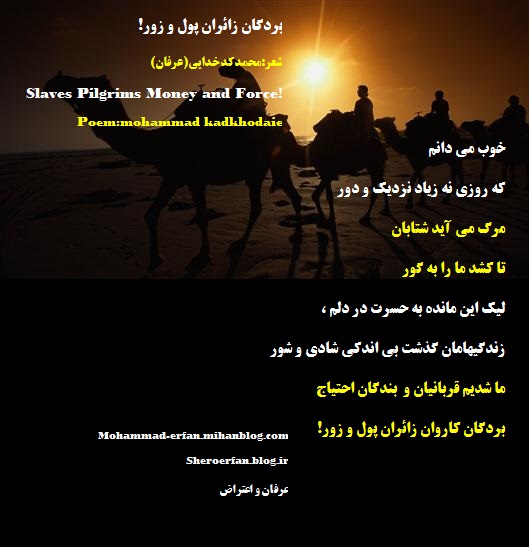 بردگان زائران پول و زور!
شعر:محمدکدخدایی(عرفان)
Slaves Pilgrims Money and Force!
Poem:mohammad kadkhodaie
خوب می دانم
که روزی نه زیاد نزدیک و دور
مرگ می آید شتابان
تا کشد ما را به گور
لیک این مانده به حسرت در دلم ،
زندگیهامان گذشت بی اندکی شادی و شور
ما شدیم قربانیان و بندگان احتیاج
بردگان کاروان زائران پول و زور!
Mohammad-erfan.mihanblog.com
Sheroerfan.blog.ir
عرفان و اعتراض